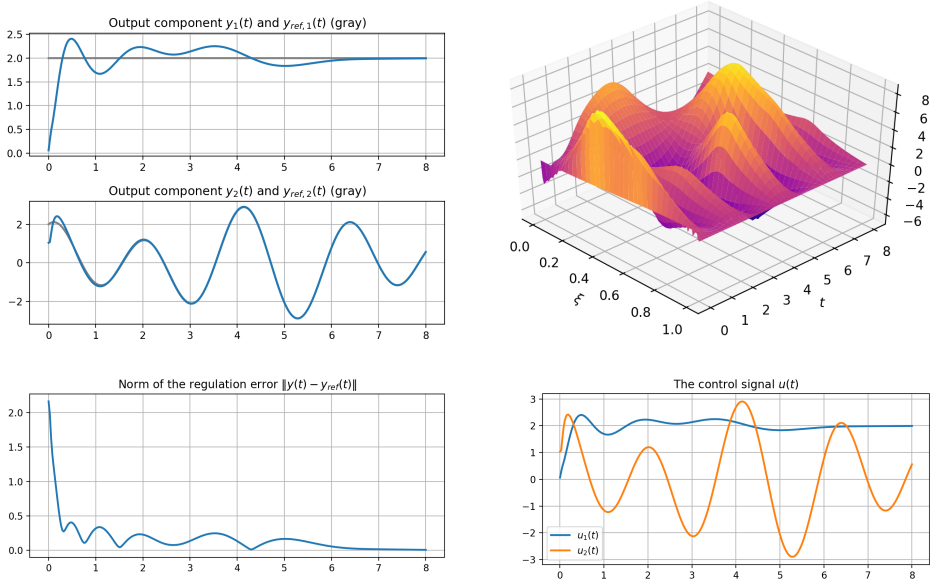 Output component y₁(t) and y_ref,1(t) (gray)
2.5
2.0
1.5
1.0
0.5
0.0
0 1 2 3 4 5 6 7 8
Output component y₂(t) and y_ref,2(t) (gray)
2
0
−2
0 1 2 3 4 5 6 7 8
8
6
4
2
0
−2
−4
−6
0.0 0.2 0.4 0.6 0.8 1.0
ξ
0 1 2 3 4 5 6 7 8
t
Norm of the regulation error ‖y(t) − y_ref(t)‖
2.0
1.5
1.0
0.5
0.0
0 1 2 3 4 5 6 7 8
The control signal u(t)
3
2
1
0
−1
−2
−3
u₁(t)
u₂(t)
0 1 2 3 4 5 6 7 8